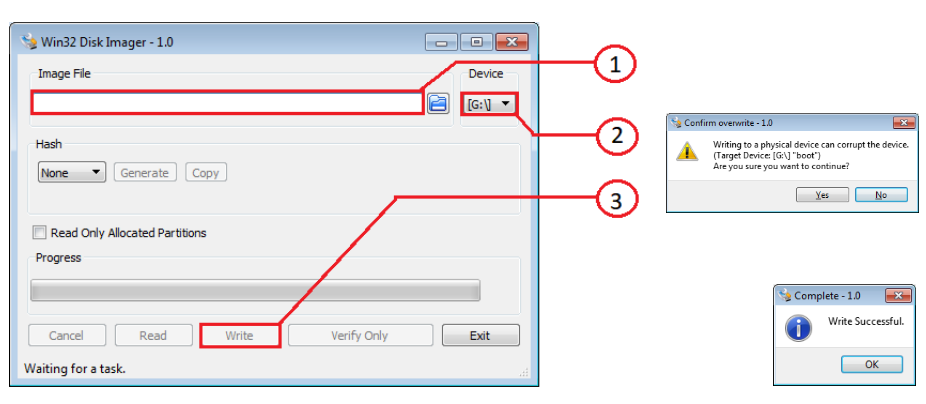 Win32 Disk Imager - 1.0
Image File
Device
[G:\]
Hash
None
Generate
Copy
Read Only Allocated Partitions
Progress
Cancel
Read
Write
Verify Only
Exit
Waiting for a task.
1
2
3
Confirm overwrite - 1.0
Writing to a physical device can corrupt the device.
(Target Device: [G:\] "boot")
Are you sure you want to continue?
Yes
No
Complete - 1.0
Write Successful.
OK